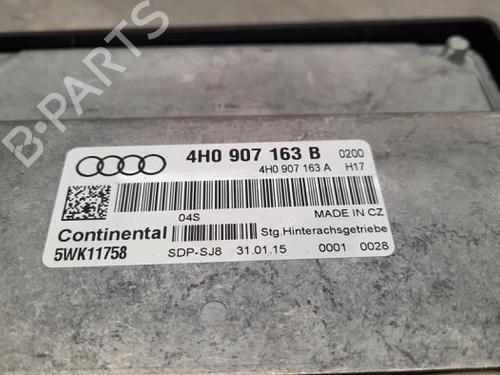 B-PARTS
4H0 907 163 B 0200
4H0 907 163 A H17
04S
MADE IN CZ
Continental Stg.Hinterachsgetriebe
5WK11758 SDP-SJ8 31.01.15 0001 0028